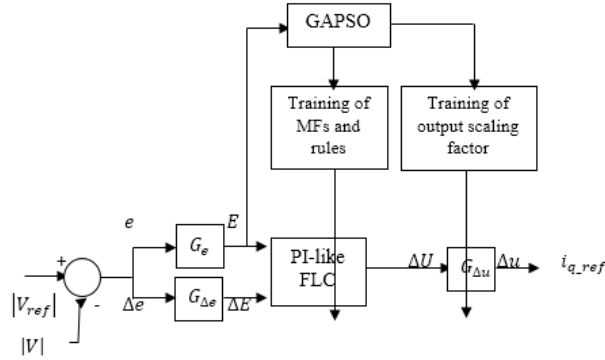 GAPSO
Training of
MFs and
rules
Training of
output scaling
factor
e
E
+
G_e
PI-like
FLC
ΔU
G_Δu
Δu
i_q_ref
-
|V_ref|
Δe
G_Δe
ΔE
|V|